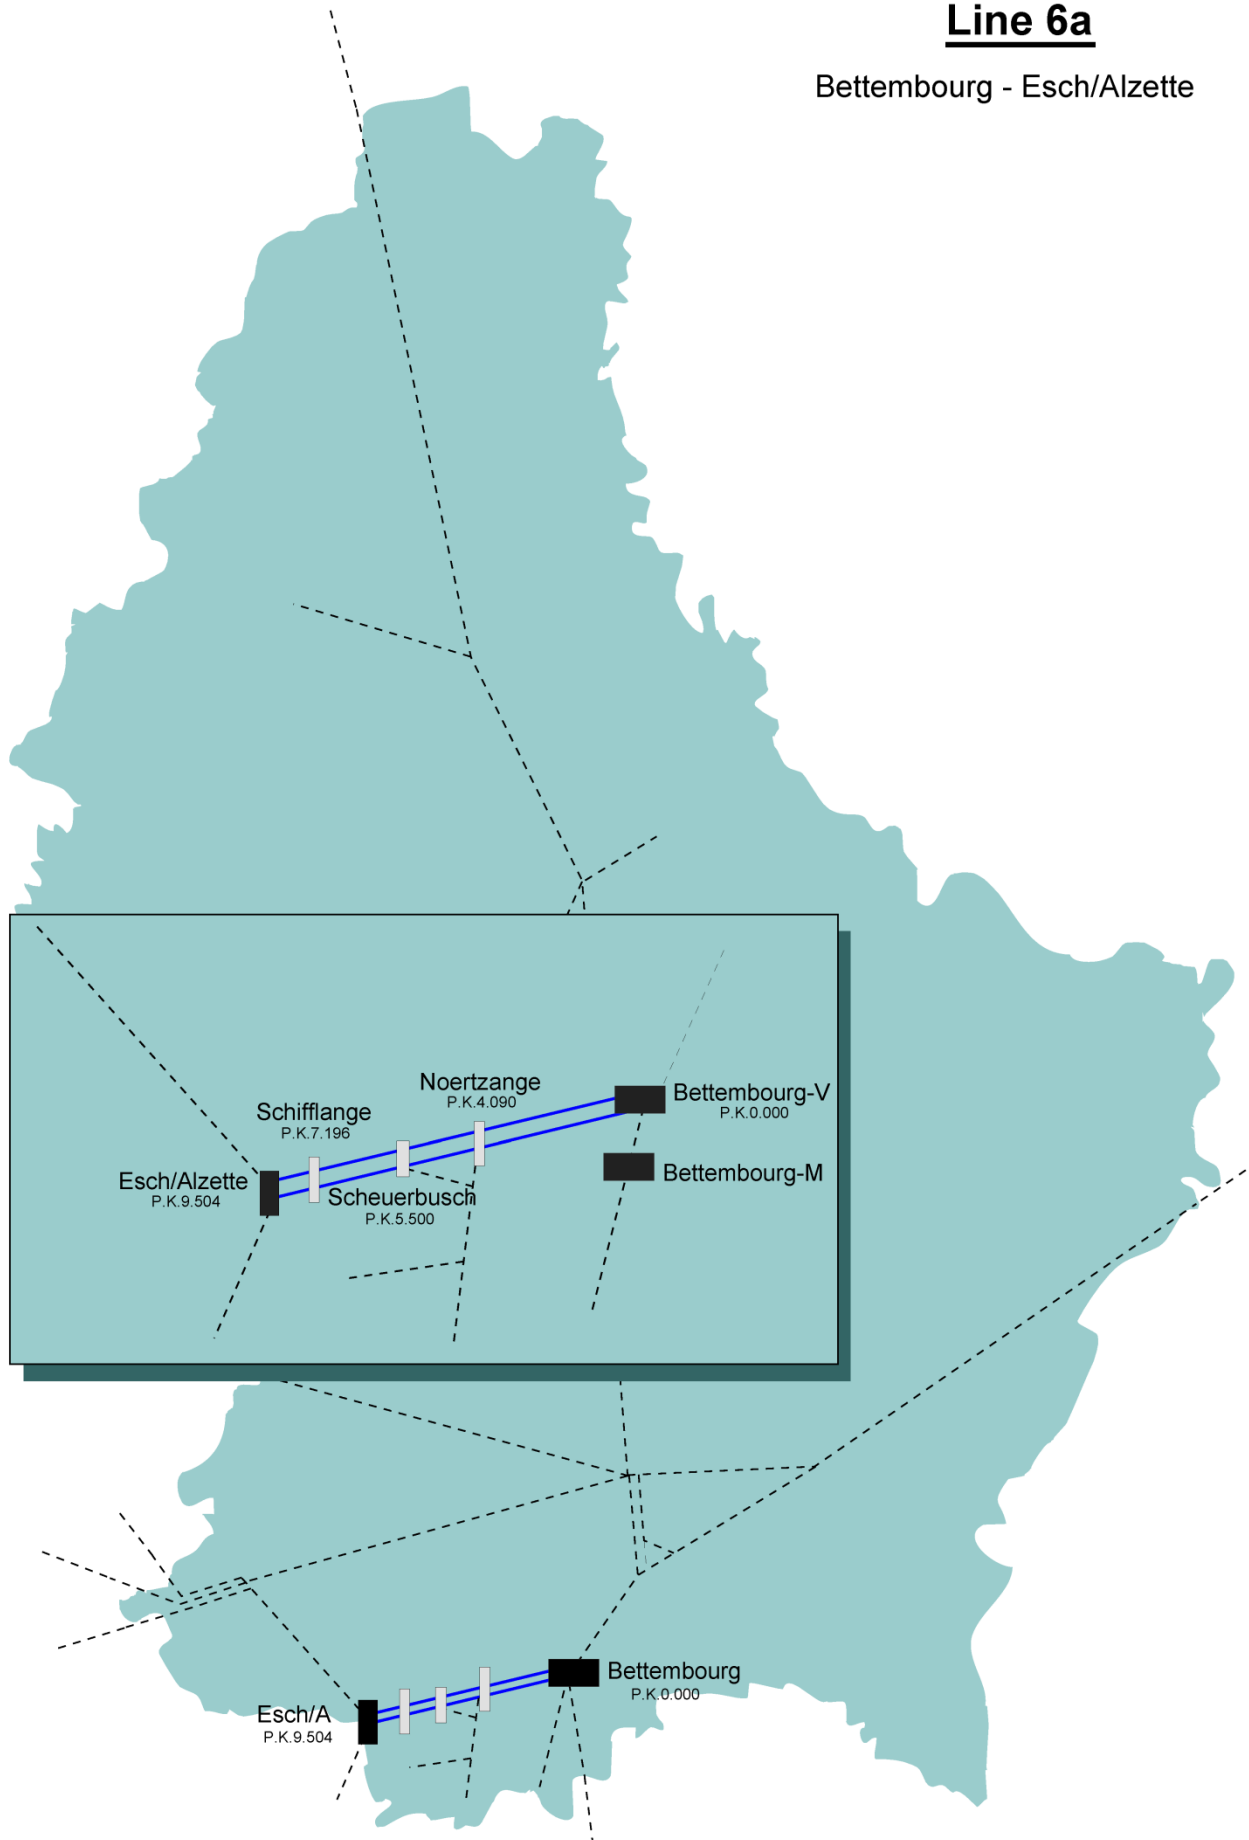 Line 6a
Bettembourg - Esch/Alzette
Noertzange
P.K.4.090
Bettembourg-V
P.K.0.000
Schifflange
P.K.7.196
Esch/Alzette
P.K.9.504
Scheuerbusch
P.K.5.500
Bettembourg-M
Bettembourg
P.K.0.000
Esch/A
P.K.9.504